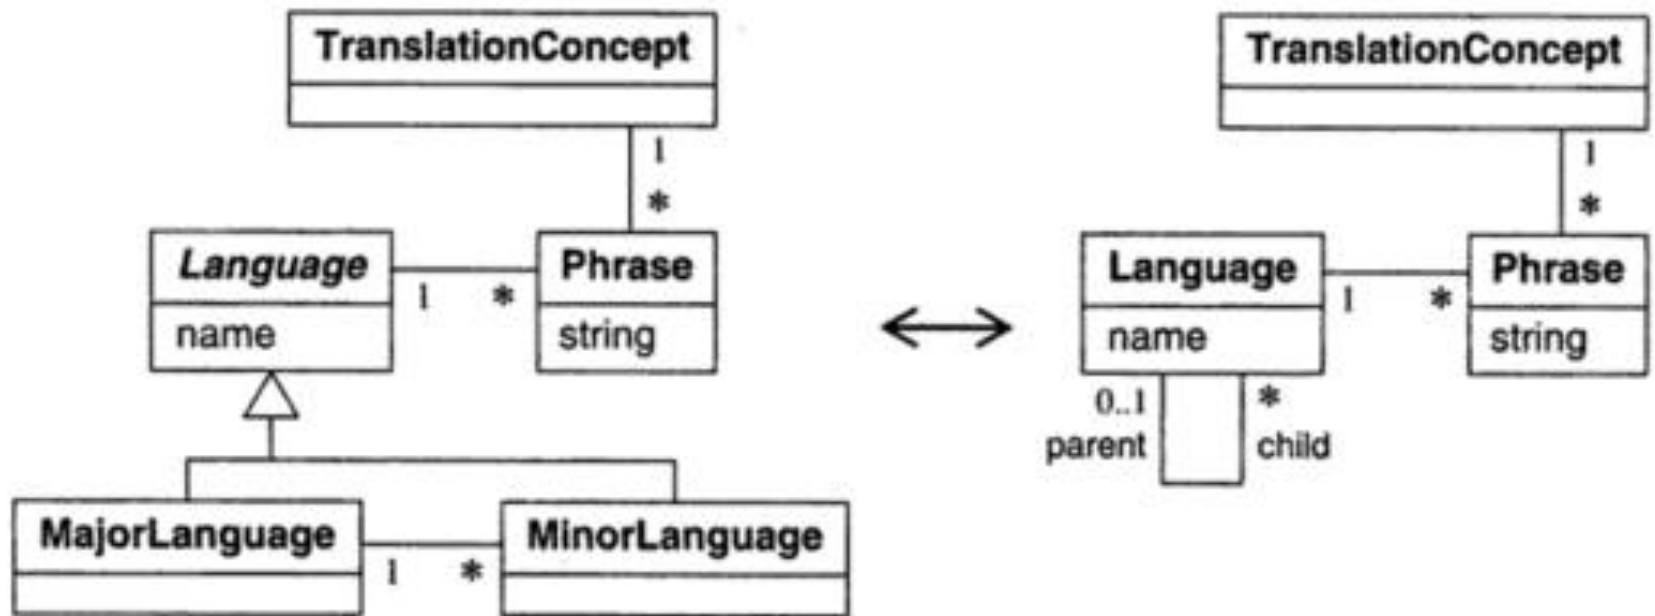 TranslationConcept
1
*
Language
1
*
Phrase
name
string
MajorLanguage
1
*
MinorLanguage
TranslationConcept
1
*
Language
1
*
Phrase
name
string
0..1
*
parent
child